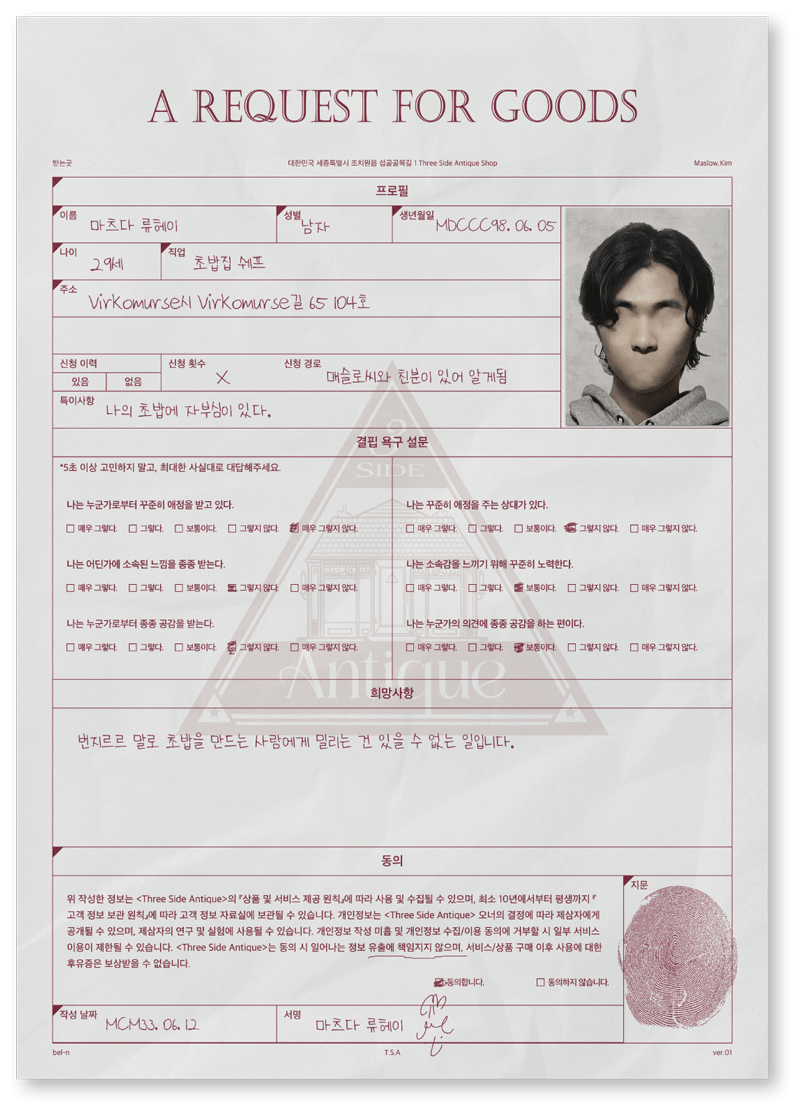 A REQUEST FOR GOODS
받는곳 대한민국 세종특별시 조치원읍 섭골골목길 I Three Side Antique Shop Maslow.Kim
프로필
이름 마츠다 류헤이 성별 남자 생년월일 MDCCC98. 06. 05
나이 29세 직업 초밥집 쉐프
주소 Virkomurse시 Virkomurse길 65 104호
신청 이력 신청 횟수 X 신청 경로 매슬로씨와 친분이 있어 알게됨
있음 없음
특이사항 나의 초밥에 자부심이 있다.
결핍 욕구 설문
*5초 이상 고민하지 말고, 최대한 사실대로 대답해주세요.
나는 누군가로부터 꾸준히 애정을 받고 있다. 나는 꾸준히 애정을 주는 상대가 있다.
매우 그렇다. 그렇다. 보통이다. 그렇지 않다. 매우 그렇지 않다. 매우 그렇다. 그렇다. 보통이다. 그렇지 않다. 매우 그렇지 않다.
나는 어딘가에 소속된 느낌을 종종 받는다. 나는 소속감을 느끼기 위해 꾸준히 노력한다.
매우 그렇다. 그렇다. 보통이다. 그렇지 않다. 매우 그렇지 않다. 매우 그렇다. 그렇다. 보통이다. 그렇지 않다. 매우 그렇지 않다.
나는 누군가로부터 종종 공감을 받는다. 나는 누군가의 의견에 종종 공감을 하는 편이다.
매우 그렇다. 그렇다. 보통이다. 그렇지 않다. 매우 그렇지 않다. 매우 그렇다. 그렇다. 보통이다. 그렇지 않다. 매우 그렇지 않다.
3
SIDE
Antique
희망사항
번지르르 말로 초밥을 만드는 사람에게 밀리는 건 있을 수 없는 일입니다.
동의
위 작성한 정보는 <Three Side Antique>의 『상품 및 서비스 제공 원칙』에 따라 사용 및 수집될 수 있으며, 최소 10년에서부터 평생까지 『
고객 정보 보관 원칙』에 따라 고객 정보 자료실에 보관될 수 있습니다. 개인정보는 <Three Side Antique> 오너의 결정에 따라 제삼자에게
공개될 수 있으며, 제삼자의 연구 및 실험에 사용될 수 있습니다. 개인정보 작성 미흡 및 개인정보 수집/이용 동의에 거부할 시 일부 서비스
이용이 제한될 수 있습니다. <Three Side Antique>는 동의 시 일어나는 정보 유출에 책임지지 않으며, 서비스/상품 구매 이후 사용에 대한
후유증은 보상받을 수 없습니다.
지문
동의합니다. 동의하지 않습니다.
작성 날짜 MCM33. 06. 12 서명 마츠다 류헤이
bel-n T.S.A ver.01